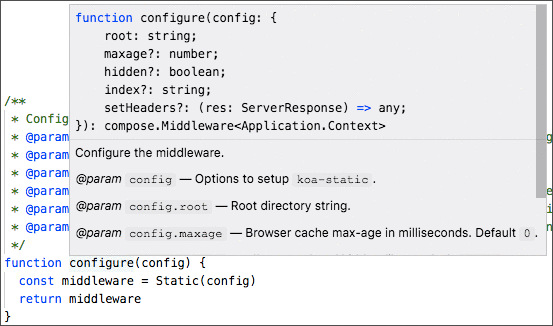 function configure(config: {
root: string;
maxage?: number;
hidden?: boolean;
index?: string;
setHeaders?: (res: ServerResponse) => any;
}): compose.Middleware<Application.Context>
Configure the middleware.
@param config — Options to setup koa-static.
@param config.root — Root directory string.
@param config.maxage — Browser cache max-age in milliseconds. Default 0.
/**
* Config
* @param
* @param
* @param
* @param
* @param
* @param
*/
function configure(config) {
const middleware = Static(config)
return middleware
}